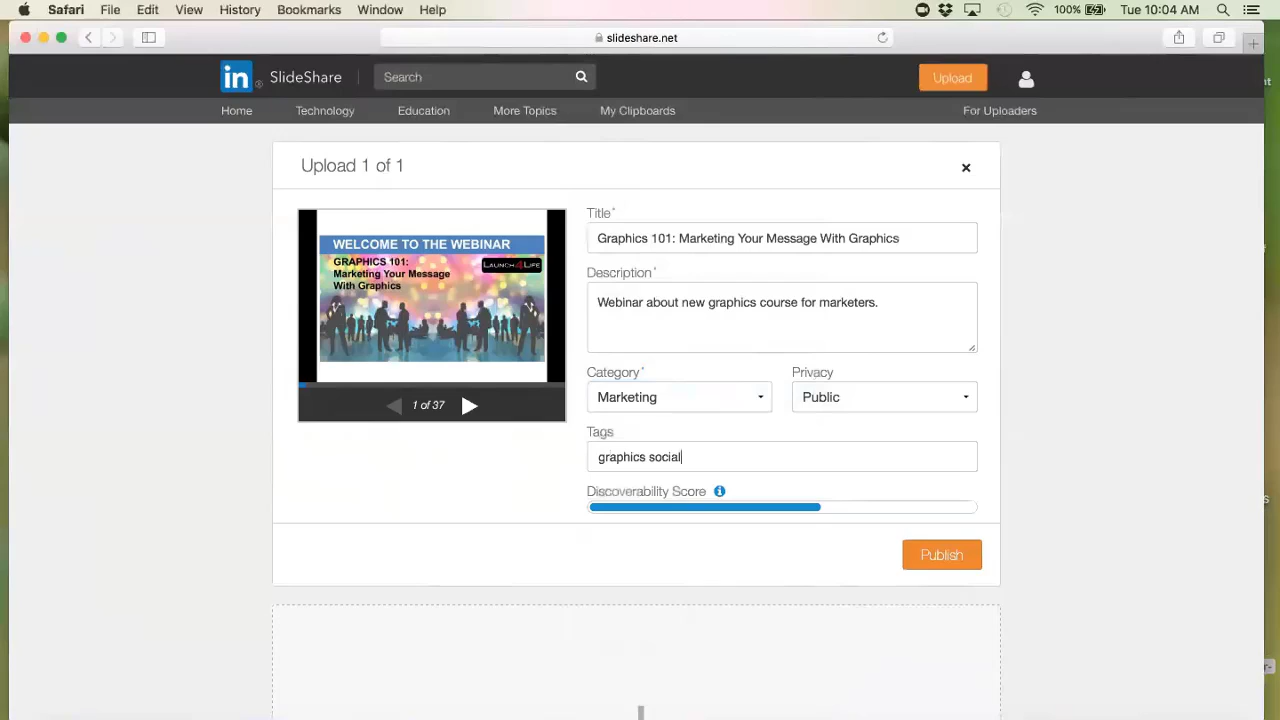 Safari File Edit View History Bookmarks Window Help 100% Tue 10:04 AM
slideshare.net
in SlideShare Search Upload
Home Technology Education More Topics My Clipboards For Uploaders
Upload 1 of 1
WELCOME TO THE WEBINAR
GRAPHICS 101:
Marketing Your Message
With Graphics
LAUNCH4LIFE
1 of 37
Title*
Graphics 101: Marketing Your Message With Graphics
Description*
Webinar about new graphics course for marketers.
Category* Privacy
Marketing Public
Tags
graphics social
Discoverability Score
Publish